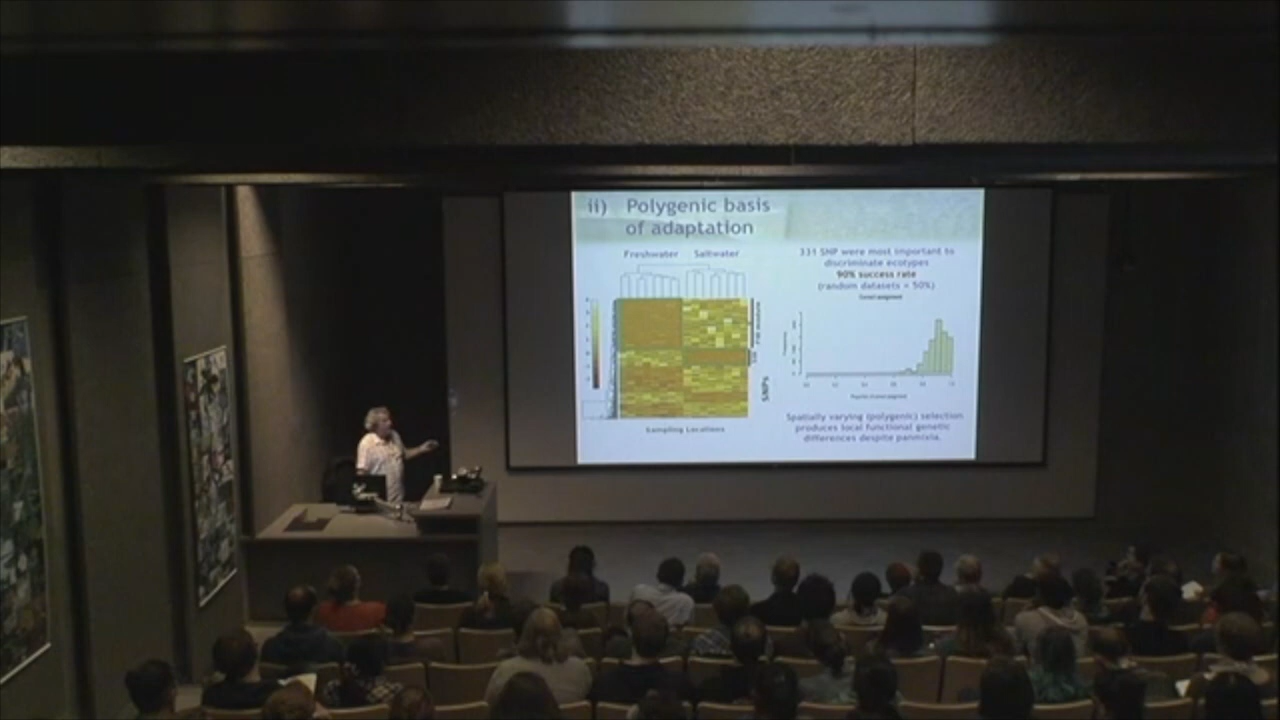 ii) Polygenic basis
of adaptation
Freshwater Saltwater
SNPs
Sampling Locations
331 SNP were most important to
discriminate ecotypes
90% success rate
(random datasets = 50%)
Spatially varying (polygenic) selection
produces local functional genetic
differences despite panmixia.